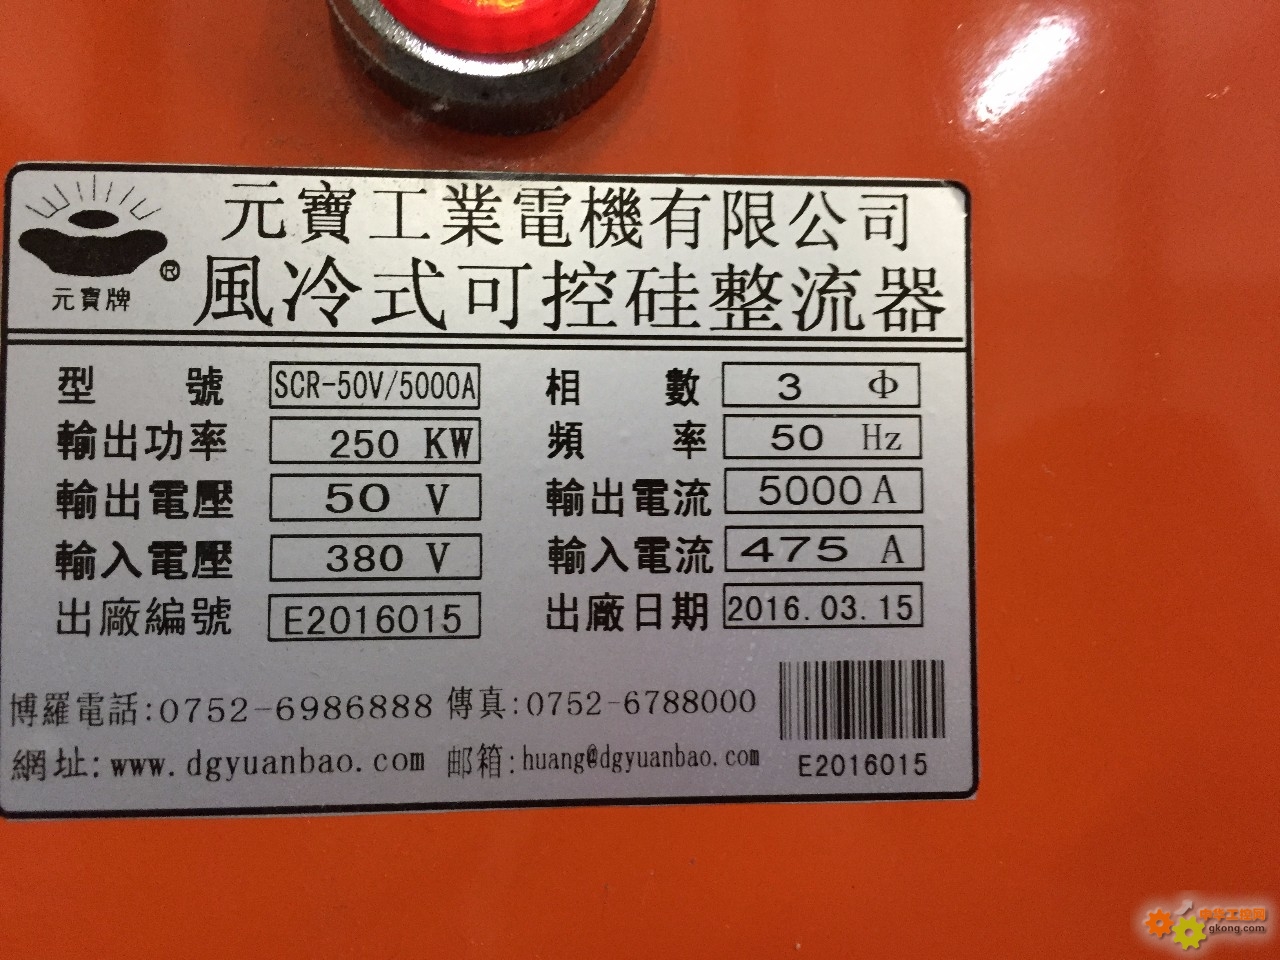 元寶工業電機有限公司
®
元寶牌
風冷式可控硅整流器
型號 SCR-50V/5000A 相數 3 Φ
輸出功率 250 KW 頻率 50 Hz
輸出電壓 50 V 輸出電流 5000 A
輸入電壓 380 V 輸入電流 475 A
出廠編號 E2016015 出廠日期 2016.03.15
博羅電話:0752-6986888 傳真:0752-6788000
網址:www.dgyuanbao.com 邮箱:huang@dgyuanbao.com
E2016015
中华工控网
gkong.com